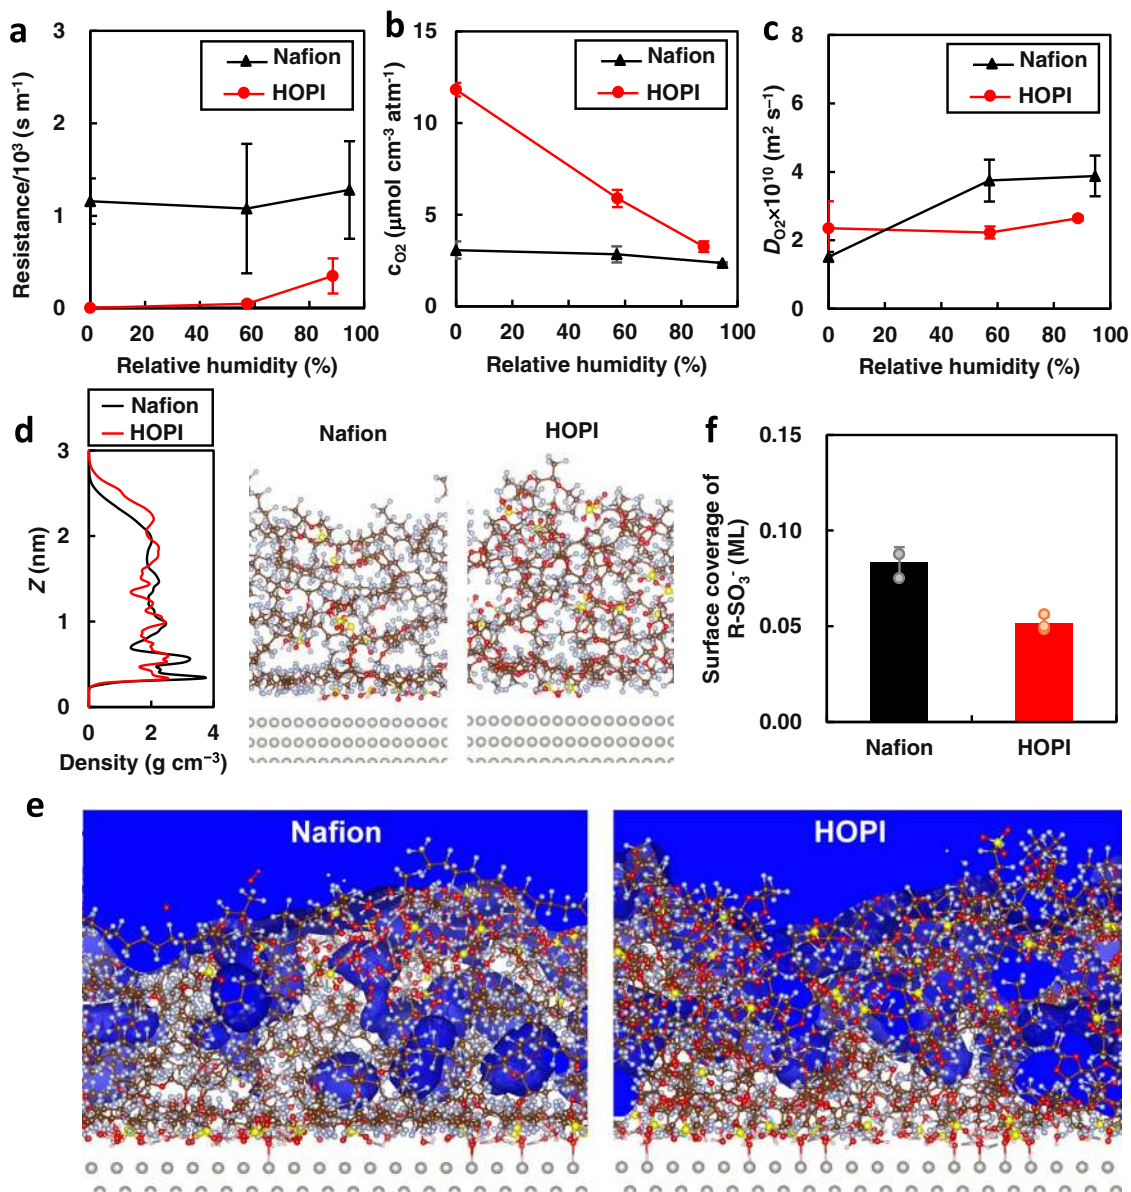 a
Resistance/10³ (s m⁻¹)
3
2
1
0
0 20 40 60 80 100
Relative humidity (%)
Nafion
HOPI
b
c_O2 (μmol cm⁻³ atm⁻¹)
15
10
5
0
0 20 40 60 80 100
Relative humidity (%)
Nafion
HOPI
c
D_O2×10¹⁰ (m² s⁻¹)
8
6
4
2
0
0 20 40 60 80 100
Relative humidity (%)
Nafion
HOPI
d
Nafion
HOPI
Z (nm)
3
2
1
0
0 2 4
Density (g cm⁻³)
Nafion
HOPI
f
Surface coverage of
R-SO₃- (ML)
0.15
0.10
0.05
0.00
Nafion
HOPI
e
Nafion
HOPI